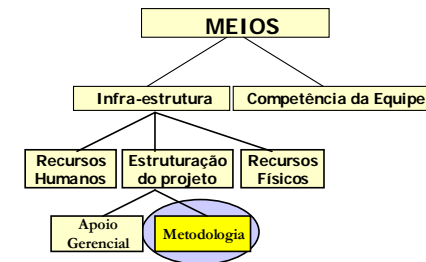 MEIOS
Infra-estrutura
Competência da Equipe
Recursos
Humanos
Estruturação
do projeto
Recursos
Físicos
Apoio
Gerencial
Metodologia